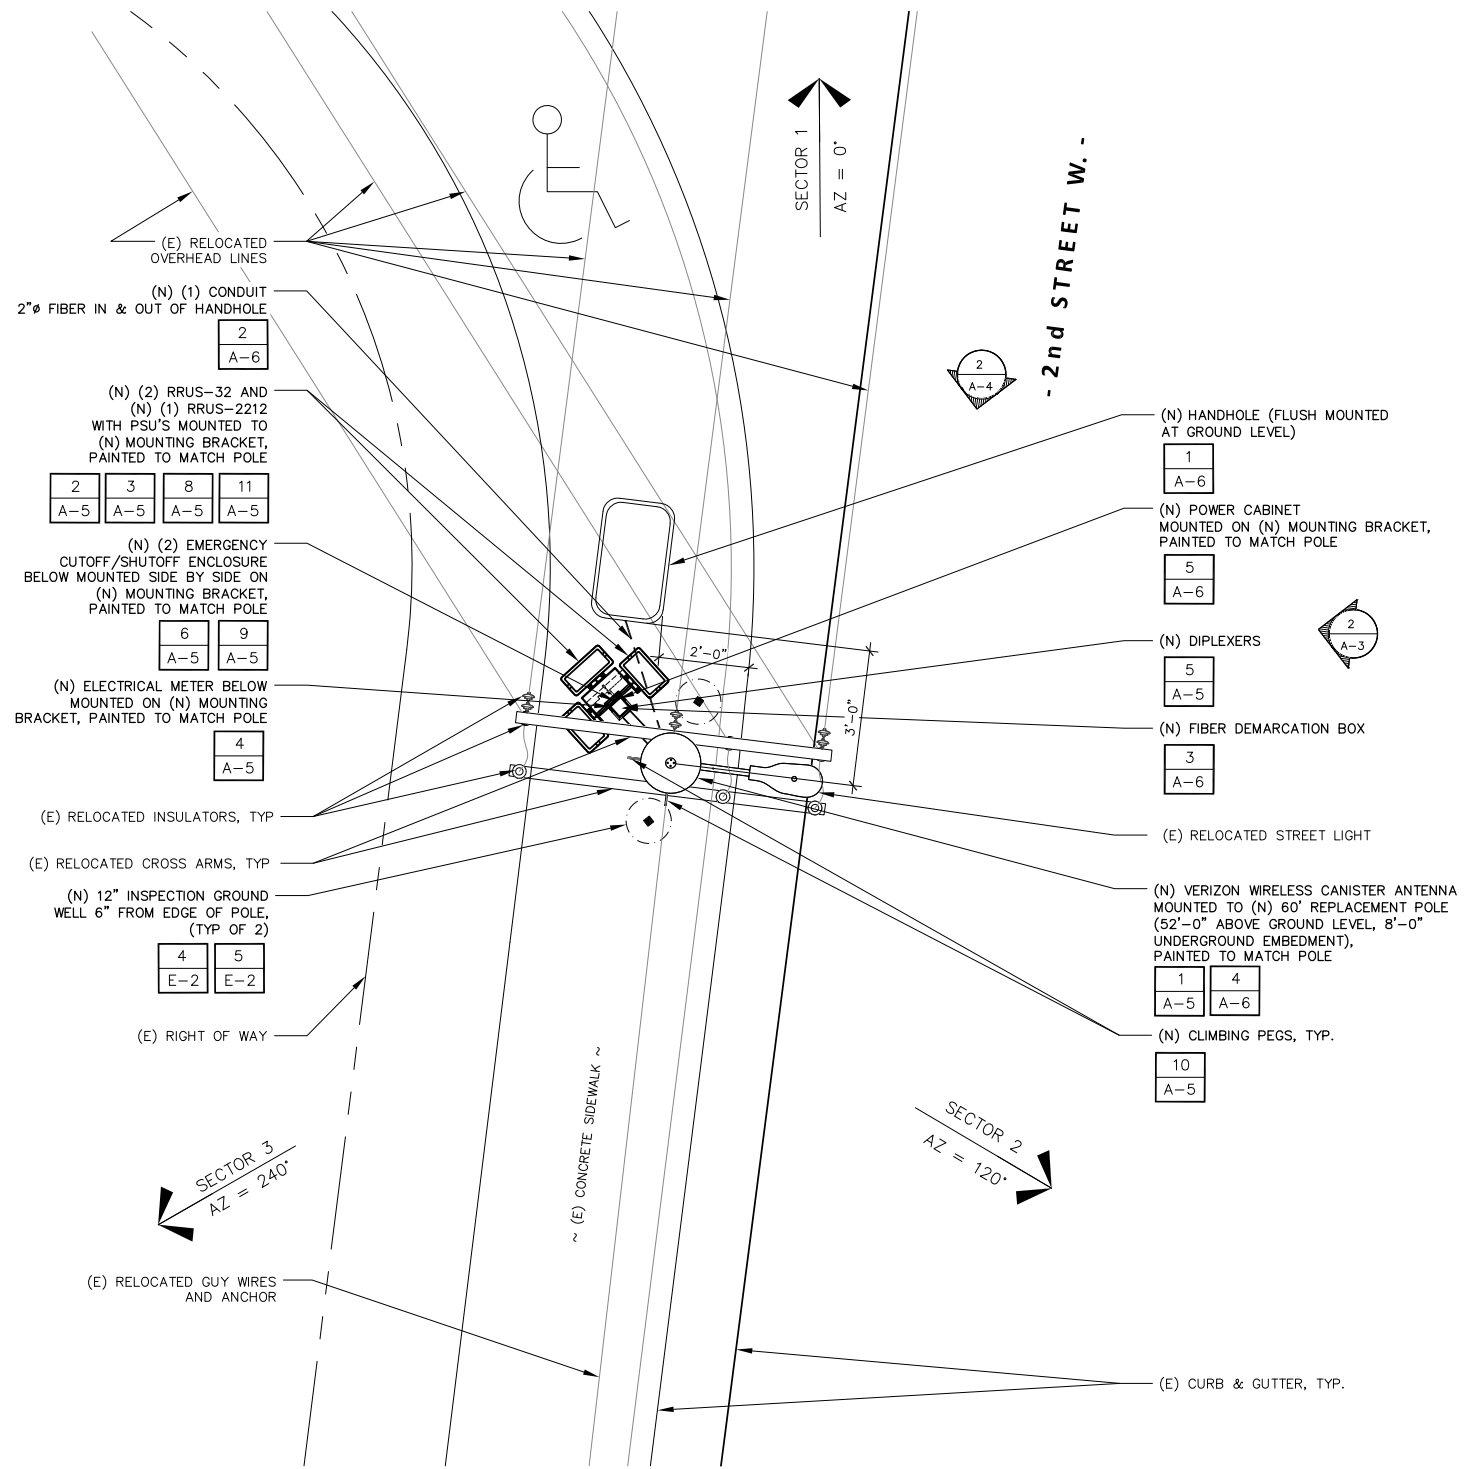 SECTOR 1
AZ = 0°
- 2nd STREET W. -
(E) RELOCATED
OVERHEAD LINES
(N) (1) CONDUIT
2"ø FIBER IN & OUT OF HANDHOLE
2
A-6
(N) (2) RRUS-32 AND
(N) (1) RRUS-2212
WITH PSU'S MOUNTED TO
(N) MOUNTING BRACKET,
PAINTED TO MATCH POLE
2 3 8 11
A-5 A-5 A-5 A-5
(N) (2) EMERGENCY
CUTOFF/SHUTOFF ENCLOSURE
BELOW MOUNTED SIDE BY SIDE ON
(N) MOUNTING BRACKET,
PAINTED TO MATCH POLE
6 9
A-5 A-5
(N) ELECTRICAL METER BELOW
MOUNTED ON (N) MOUNTING
BRACKET, PAINTED TO MATCH POLE
4
A-5
(E) RELOCATED INSULATORS, TYP
(E) RELOCATED CROSS ARMS, TYP
(N) 12" INSPECTION GROUND
WELL 6" FROM EDGE OF POLE,
(TYP OF 2)
4 5
E-2 E-2
(E) RIGHT OF WAY
SECTOR 3
AZ = 240°
(E) RELOCATED GUY WIRES
AND ANCHOR
~ (E) CONCRETE SIDEWALK ~
2'-0"
3'-0"
2
A-4
(N) HANDHOLE (FLUSH MOUNTED
AT GROUND LEVEL)
1
A-6
(N) POWER CABINET
MOUNTED ON (N) MOUNTING BRACKET,
PAINTED TO MATCH POLE
5
A-6
2
A-3
(N) DIPLEXERS
5
A-5
(N) FIBER DEMARCATION BOX
3
A-6
(E) RELOCATED STREET LIGHT
(N) VERIZON WIRELESS CANISTER ANTENNA
MOUNTED TO (N) 60' REPLACEMENT POLE
(52'-0" ABOVE GROUND LEVEL, 8'-0"
UNDERGROUND EMBEDMENT),
PAINTED TO MATCH POLE
1 4
A-5 A-6
(N) CLIMBING PEGS, TYP.
10
A-5
SECTOR 2
AZ = 120°
(E) CURB & GUTTER, TYP.